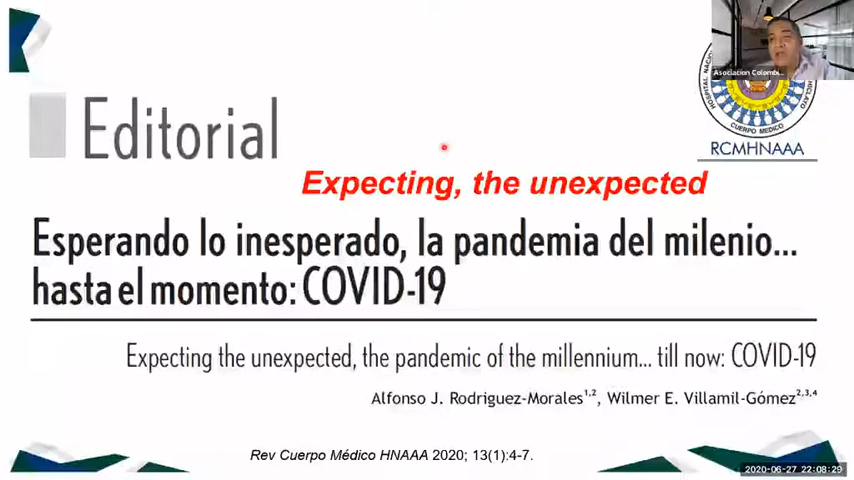 Asociacion Colombi...
Editorial
CUERPO MEDICO
RCMHNAAA
Expecting, the unexpected
Esperando lo inesperado, la pandemia del milenio...
hasta el momento: COVID-19
Expecting the unexpected, the pandemic of the millennium... till now: COVID-19
Alfonso J. Rodriguez-Morales1,2, Wilmer E. Villamil-Gómez2,3,4
Rev Cuerpo Médico HNAAA 2020; 13(1):4-7.
2020-06-27 22:08:29